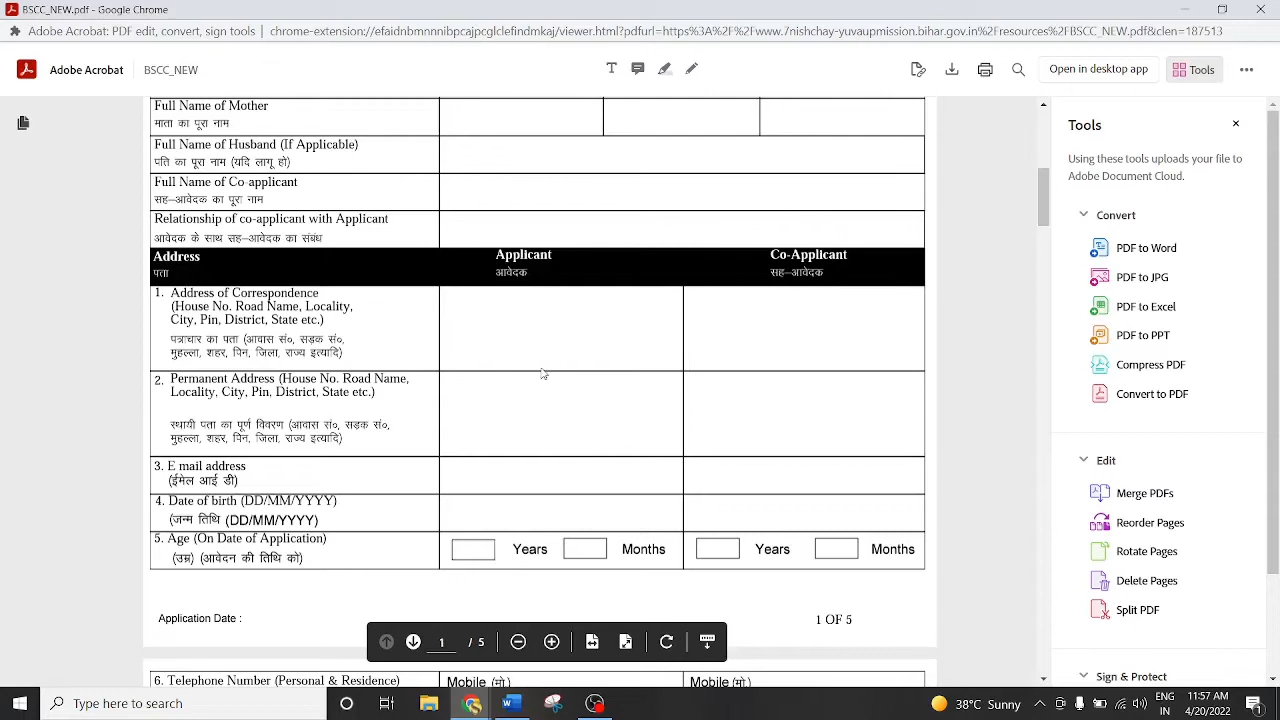 BSCC_NEW.pdf - Google Chrome
Adobe Acrobat: PDF edit, convert, sign tools | chrome-extension://efaidnbmnnnibpcajpcglclefindmkaj/viewer.html?pdfurl=https%3A%2F%2Fwww.7nishchay-yuvaupmission.bihar.gov.in%2Fresources%2FBSCC_NEW.pdf&clen=187513
Adobe Acrobat
BSCC_NEW
Open in desktop app
Tools
Full Name of Mother
माता का पूरा नाम
Full Name of Husband (If Applicable)
पति का पूरा नाम (यदि लागू हो)
Full Name of Co-applicant
सह–आवेदक का पूरा नाम
Relationship of co-applicant with Applicant
आवेदक के साथ सह–आवेदक का संबंध
Address Applicant Co-Applicant
पता आवेदक सह–आवेदक
1. Address of Correspondence
(House No. Road Name, Locality,
City, Pin, District, State etc.)
पत्राचार का पता (आवास सं०, सड़क सं०,
मुहल्ला, शहर, पिन, जिला, राज्य इत्यादि)
2. Permanent Address (House No. Road Name,
Locality, City, Pin, District, State etc.)
स्थायी पता का पूर्ण विवरण (आवास सं०, सड़क सं०,
मुहल्ला, शहर, पिन, जिला, राज्य इत्यादि)
3. E mail address
(ईमेल आई डी)
4. Date of birth (DD/MM/YYYY)
(जन्म तिथि (DD/MM/YYYY)
5. Age (On Date of Application)
(उम्र) (आवेदन की तिथि को)
Years Months Years Months
Application Date :
1 OF 5
1 / 5
6. Telephone Number (Personal & Residence) Mobile (मो.) Mobile (मो.)
Tools
Using these tools uploads your file to
Adobe Document Cloud.
Convert
PDF to Word
PDF to JPG
PDF to Excel
PDF to PPT
Compress PDF
Convert to PDF
Edit
Merge PDFs
Reorder Pages
Rotate Pages
Delete Pages
Split PDF
Sign & Protect
Type here to search
38°C Sunny
ENG
IN
11:57 AM
4/20/2022